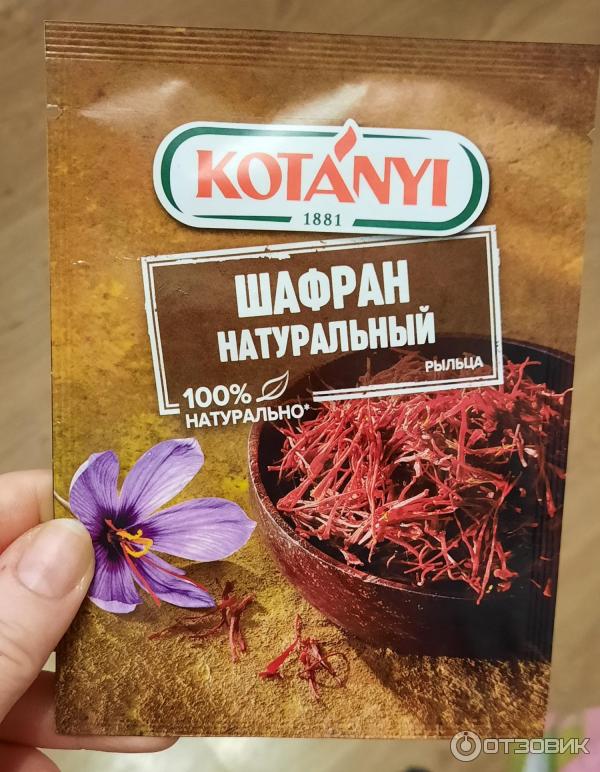 KOTÁNYI
1881
ШАФРАН
НАТУРАЛЬНЫЙ
РЫЛЬЦА
100%
НАТУРАЛЬНО*
ОТЗОВИК